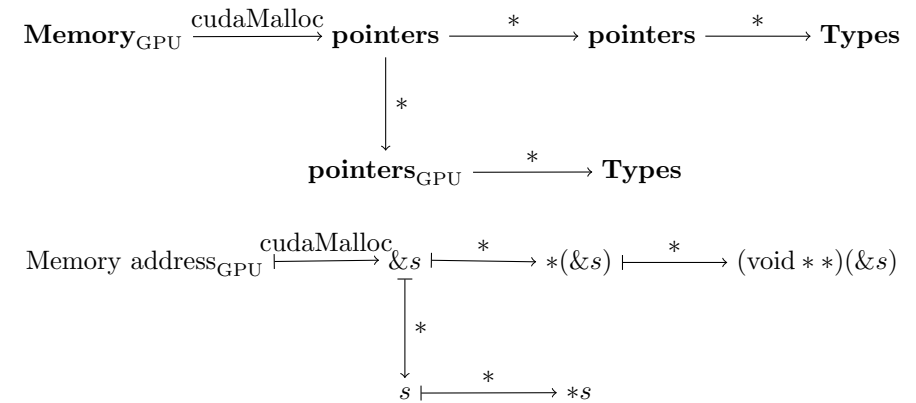 Memory_GPU cudaMalloc pointers * pointers * Types
*
pointers_GPU * Types
Memory address_GPU cudaMalloc &s * *(&s) * (void * *)(&s)
*
s * *s